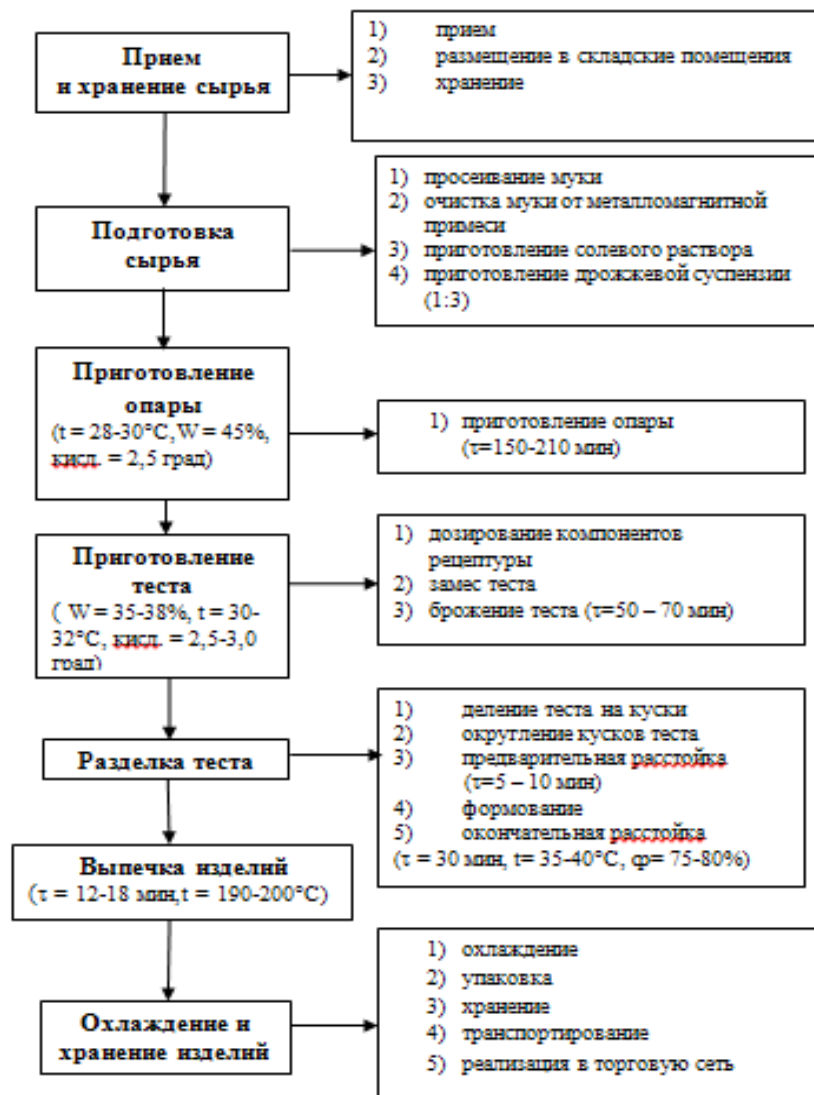 Прием
и хранение сырья
1) прием
2) размещение в складские помещения
3) хранение
Подготовка
сырья
1) просеивание муки
2) очистка муки от металломагнитной
примеси
3) приготовление солевого раствора
4) приготовление дрожжевой суспензии
(1:3)
Приготовление
опары
(t = 28-30°C, W = 45%,
кисл. = 2,5 град)
1) приготовление опары
(τ=150-210 мин)
Приготовление
теста
( W = 35-38%, t = 30-
32°C, кисл. = 2,5-3,0
град)
1) дозирование компонентов
рецептуры
2) замес теста
3) брожение теста (τ=50 – 70 мин)
Разделка теста
1) деление теста на куски
2) округление кусков теста
3) предварительная расстойка
(τ=5 – 10 мин)
4) формование
5) окончательная расстойка
(τ = 30 мин, t= 35-40°C, φ= 75-80%)
Выпечка изделий
(τ = 12-18 мин,t = 190-200°C)
Охлаждение и
хранение изделий
1) охлаждение
2) упаковка
3) хранение
4) транспортирование
5) реализация в торговую сеть